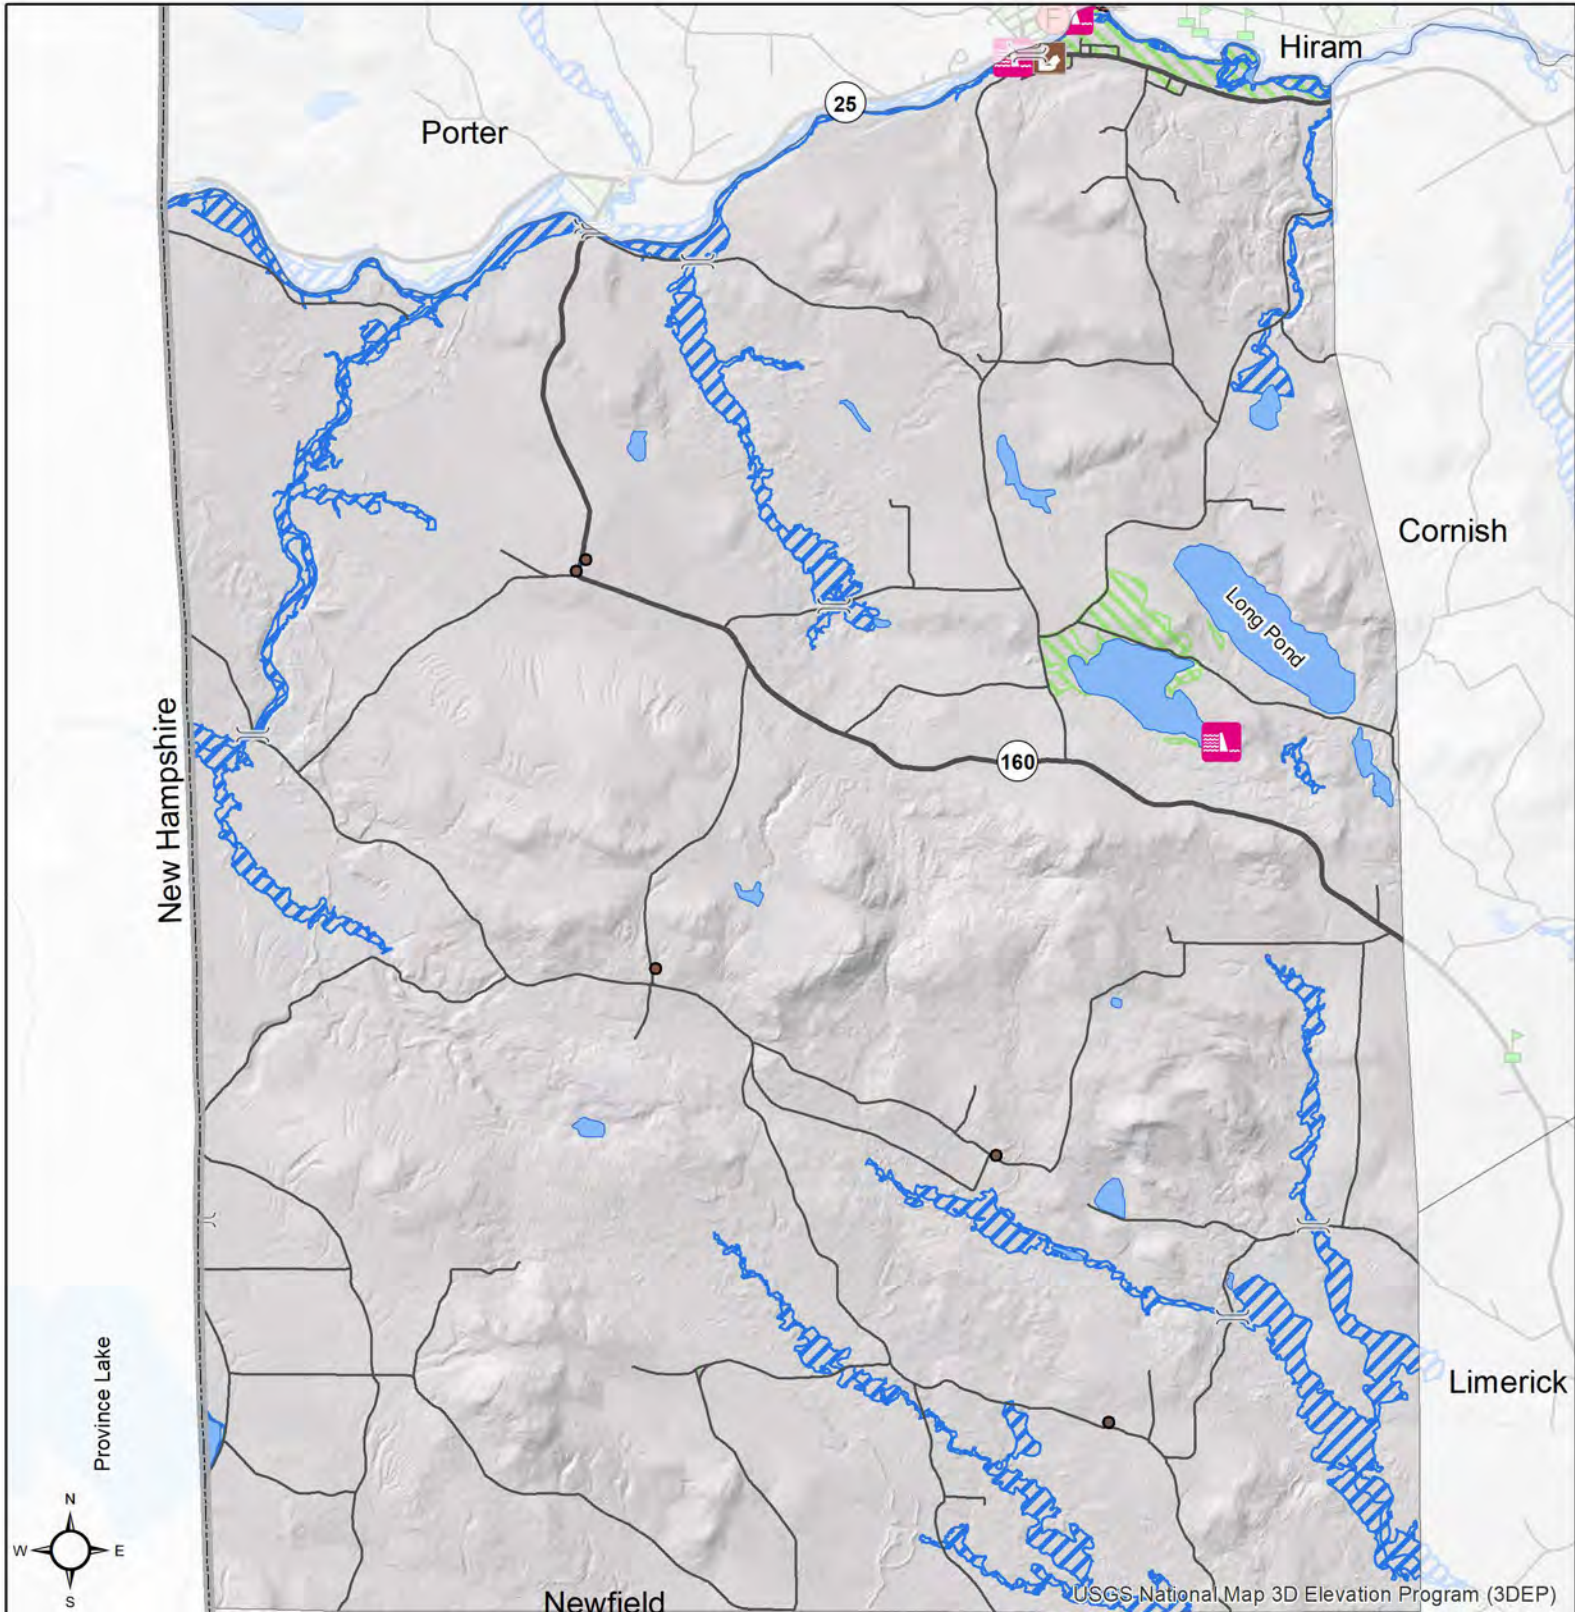 Hiram
25
Porter
Cornish
Long Pond
New Hampshire
160
Province Lake
Limerick
N
W
E
S
Newfield
USGS National Map 3D Elevation Program (3DEP)